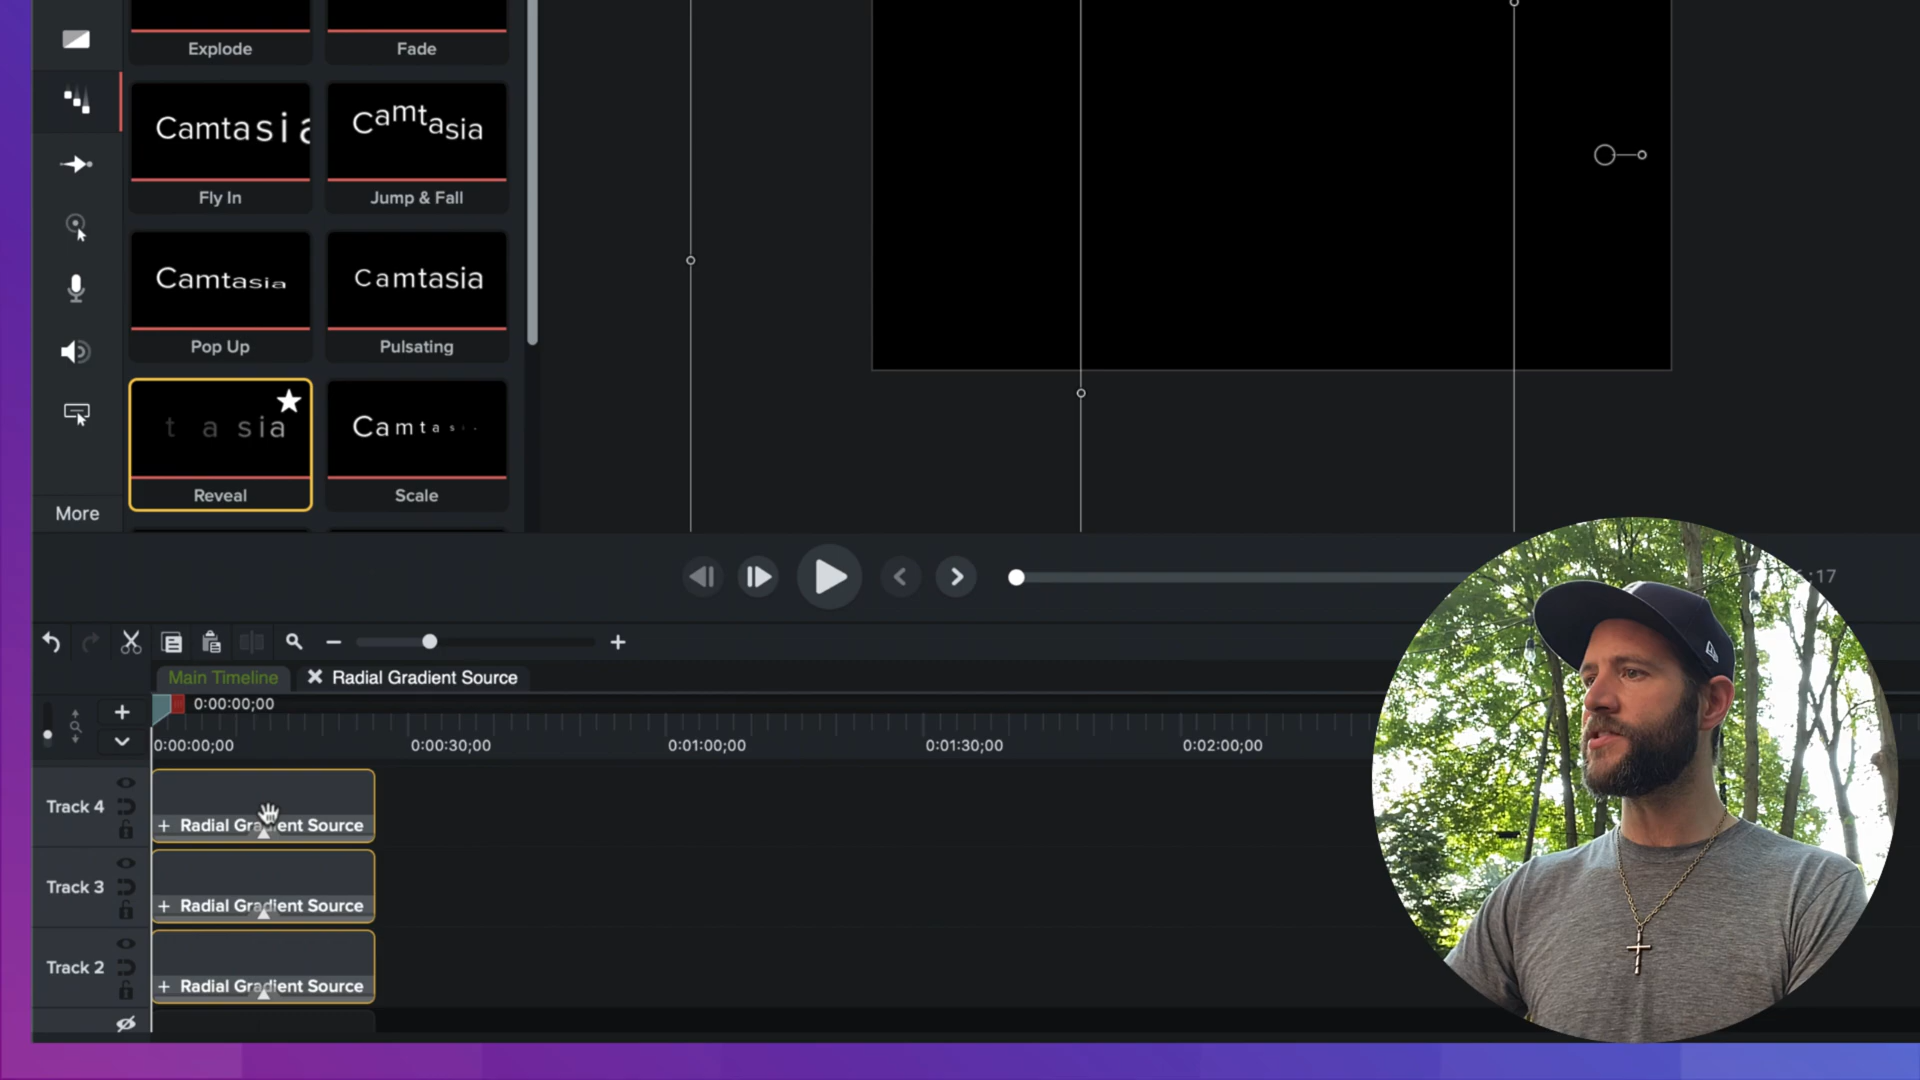 Explode
Fade
Camtasia
Camtasia
Fly In
Jump & Fall
Camtasia
Camtasia
Pop Up
Pulsating
t a sia
Camtas
Reveal
Scale
More
:17
Main Timeline
Radial Gradient Source
0:00:00;00
0:00:00;00
0:00:30;00
0:01:00;00
0:01:30;00
0:02:00;00
Track 4
+ Radial Gradient Source
Track 3
+ Radial Gradient Source
Track 2
+ Radial Gradient Source